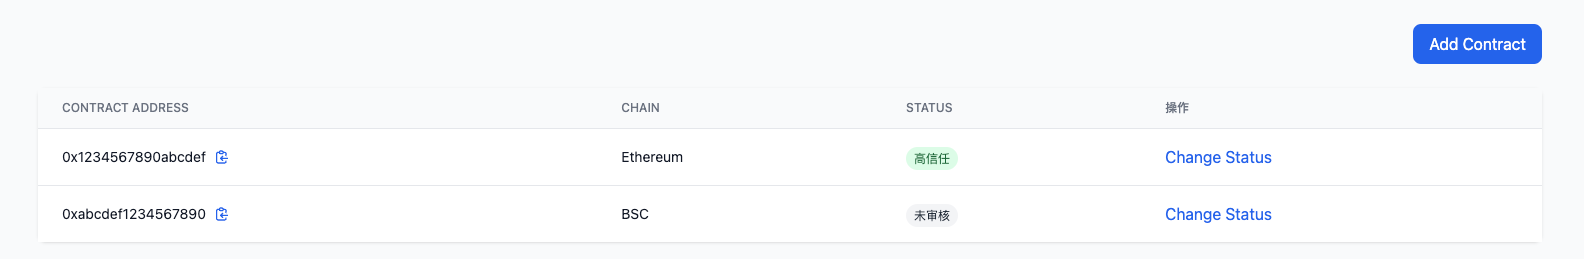 Add Contract
CONTRACT ADDRESS CHAIN STATUS 操作
0x1234567890abcdef Ethereum 高信任 Change Status
0xabcdef1234567890 BSC 未审核 Change Status